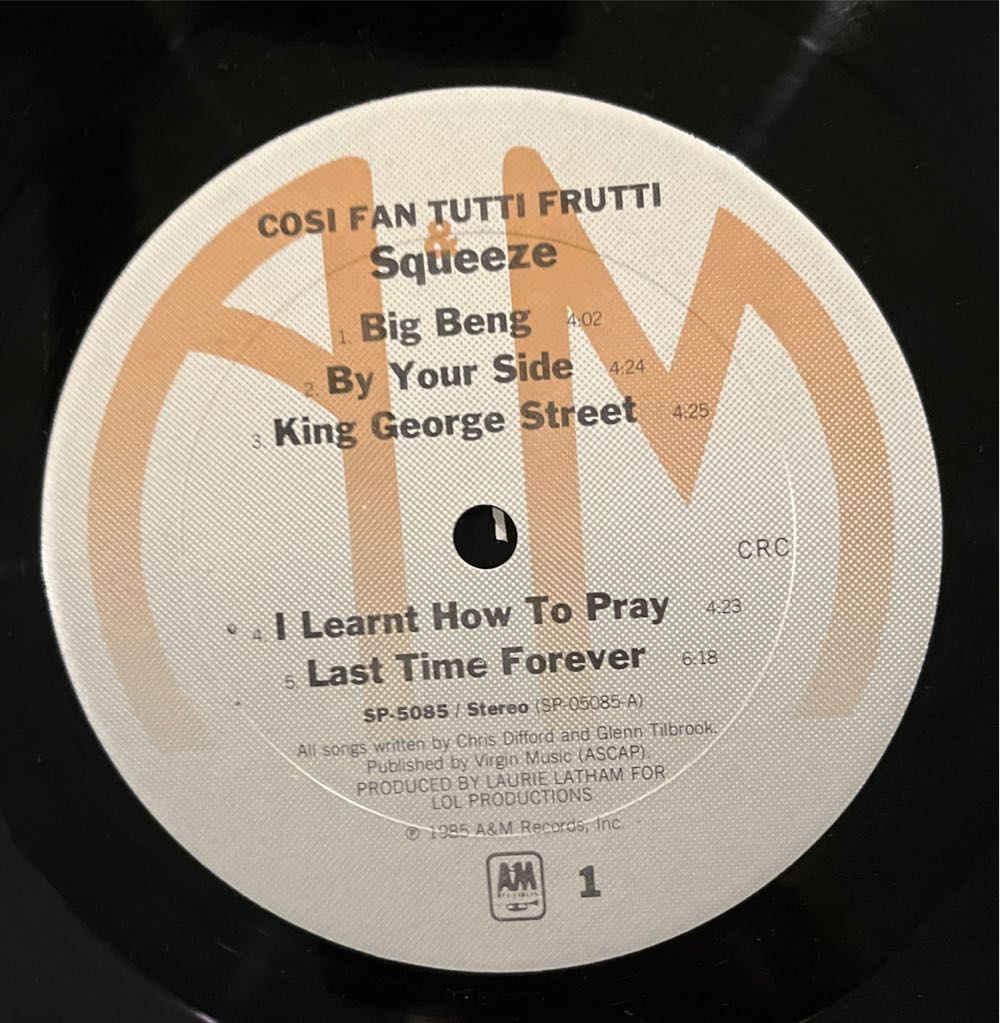 COSI FAN TUTTI FRUTTI
&
Squeeze
1. Big Beng 4:02
2. By Your Side 4:24
3. King George Street 4:25
CRC
4. I Learnt How To Pray 4:23
5. Last Time Forever 6:18
SP-5085 / Stereo (SP-05085-A)
All songs written by Chris Difford and Glenn Tilbrook.
Published by Virgin Music (ASCAP).
PRODUCED BY LAURIE LATHAM FOR
LOL PRODUCTIONS
℗ 1985 A&M Records, Inc.
A&M 1